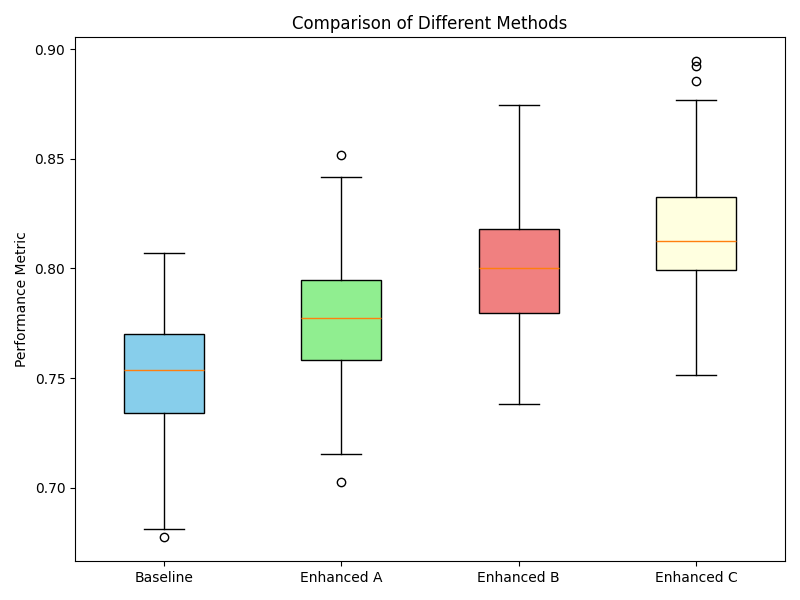 Comparison of Different Methods
Performance Metric
0.90
0.85
0.80
0.75
0.70
Baseline
Enhanced A
Enhanced B
Enhanced C